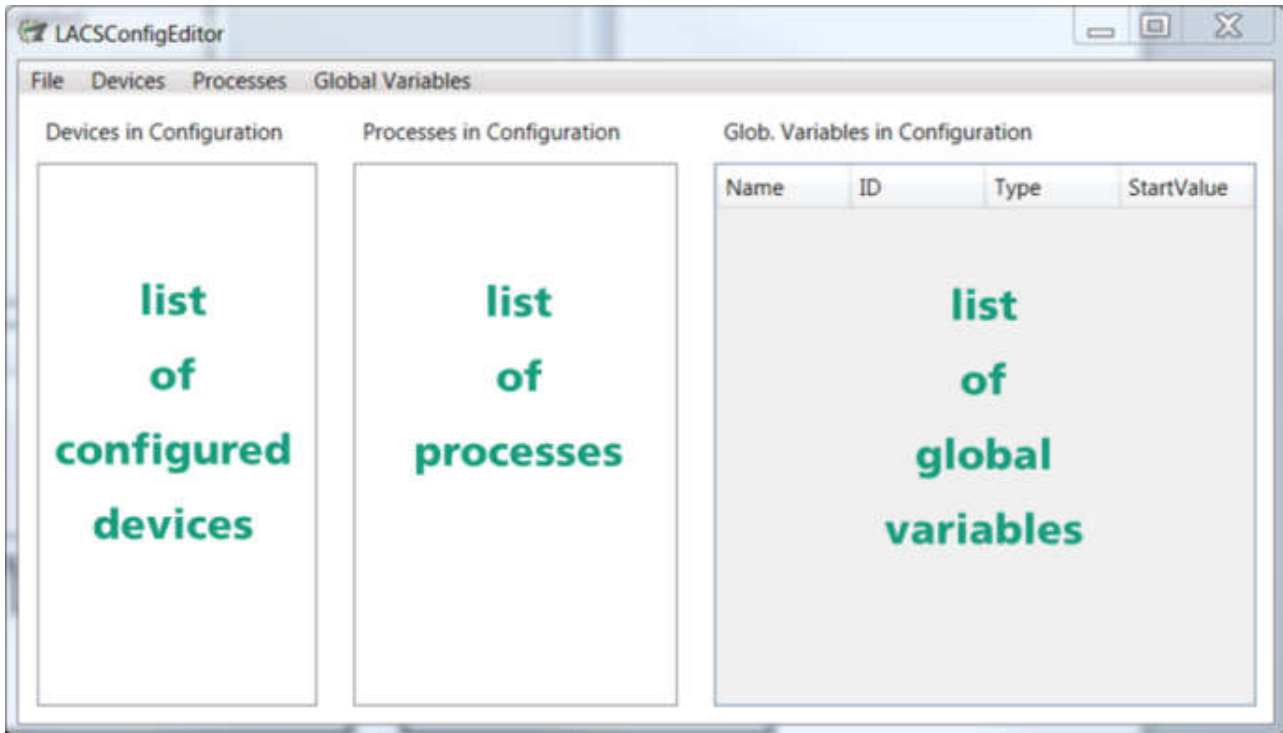 LACSConfigEditor
File Devices Processes Global Variables
Devices in Configuration
Processes in Configuration
Glob. Variables in Configuration
Name ID Type StartValue
list
of
configured
devices
list
of
processes
list
of
global
variables